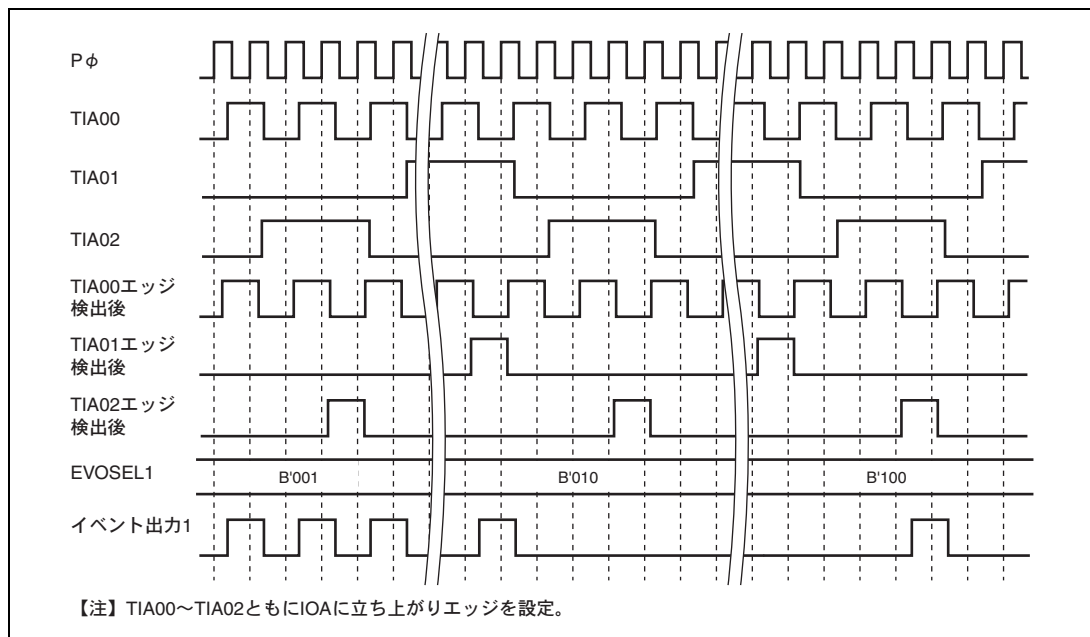 Pφ
TIA00
TIA01
TIA02
TIA00エッジ
検出後
TIA01エッジ
検出後
TIA02エッジ
検出後
EVOSEL1
B'001
B'010
B'100
イベント出力1
【注】TIA00～TIA02ともにIOAに立ち上がりエッジを設定。